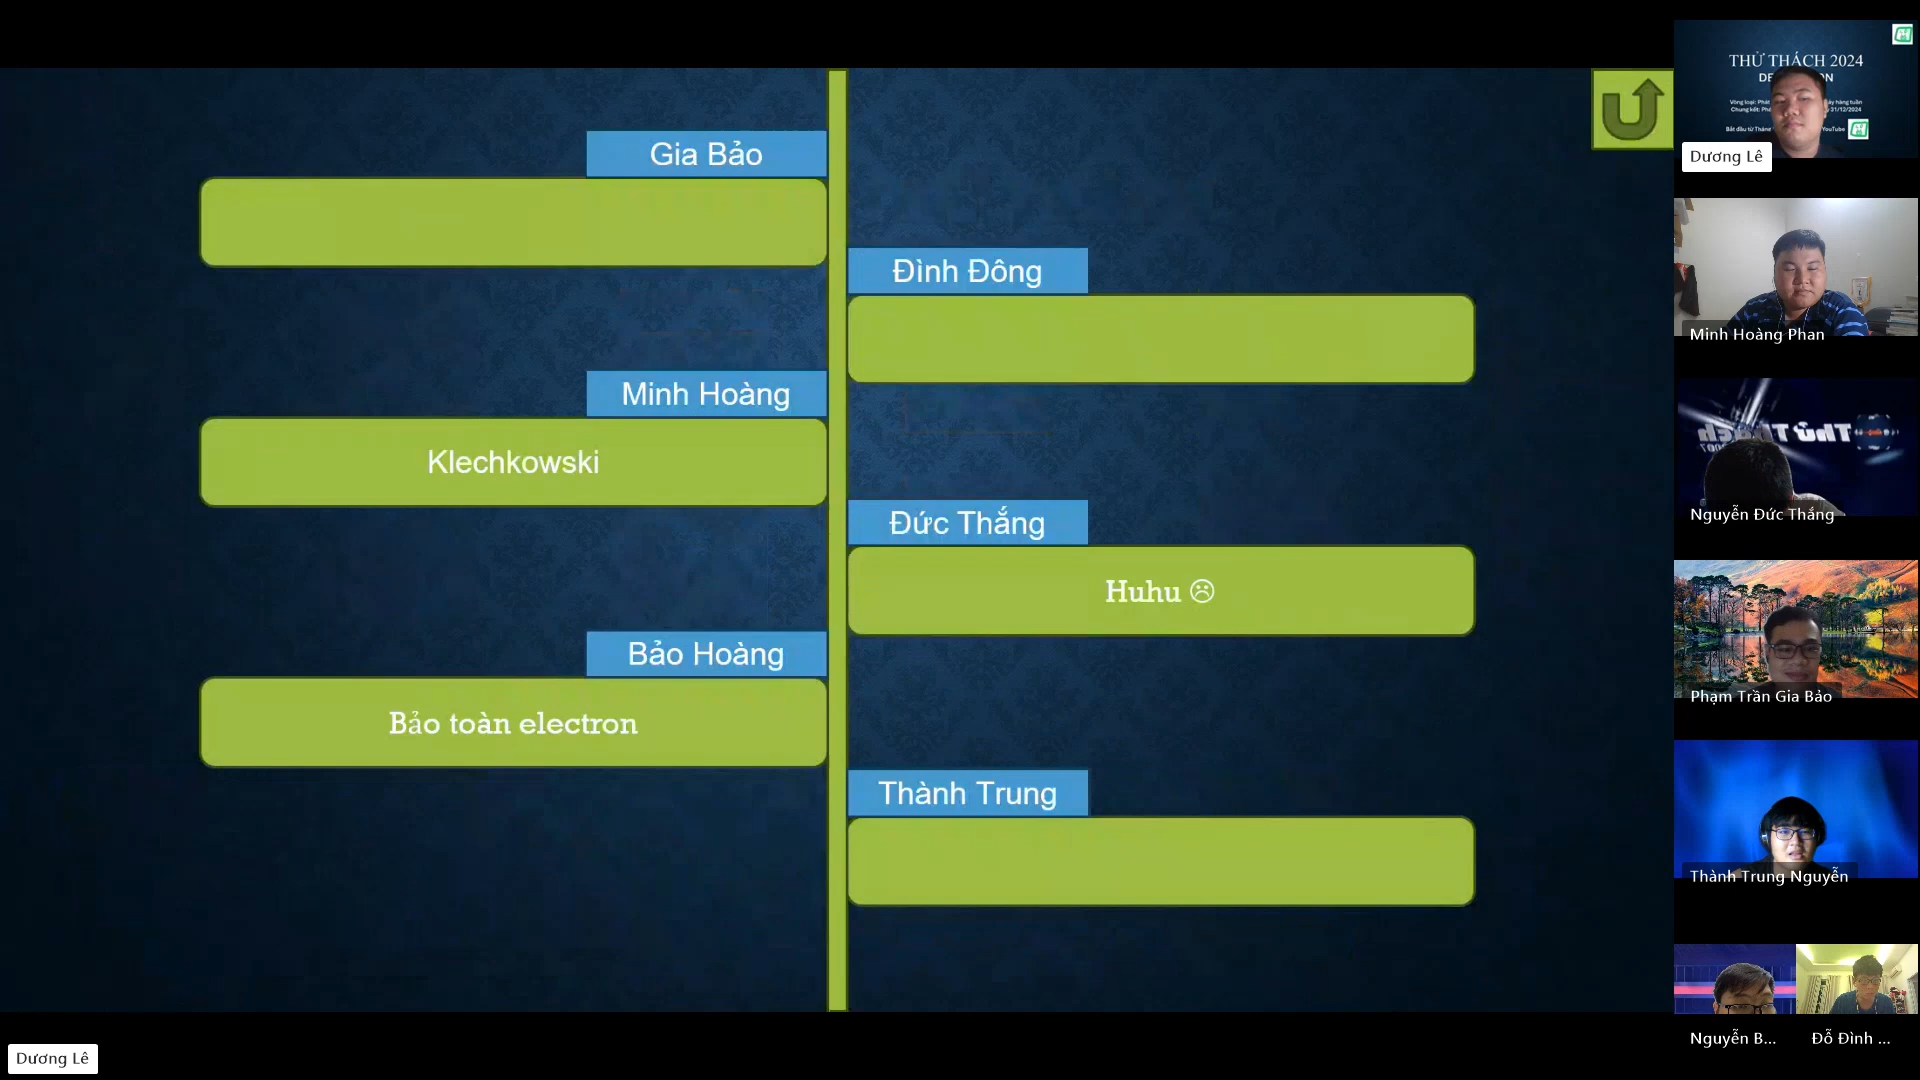 Gia Bảo
Đình Đông
Minh Hoàng
Klechkowski
Đức Thắng
Huhu ☹
Bảo Hoàng
Bảo toàn electron
Thành Trung
Dương Lê
THỬ THÁCH 2024
Dương Lê
Minh Hoàng Phan
Nguyễn Đức Thắng
Phạm Trần Gia Bảo
Thành Trung Nguyễn
Nguyễn B...
Đỗ Đình ...